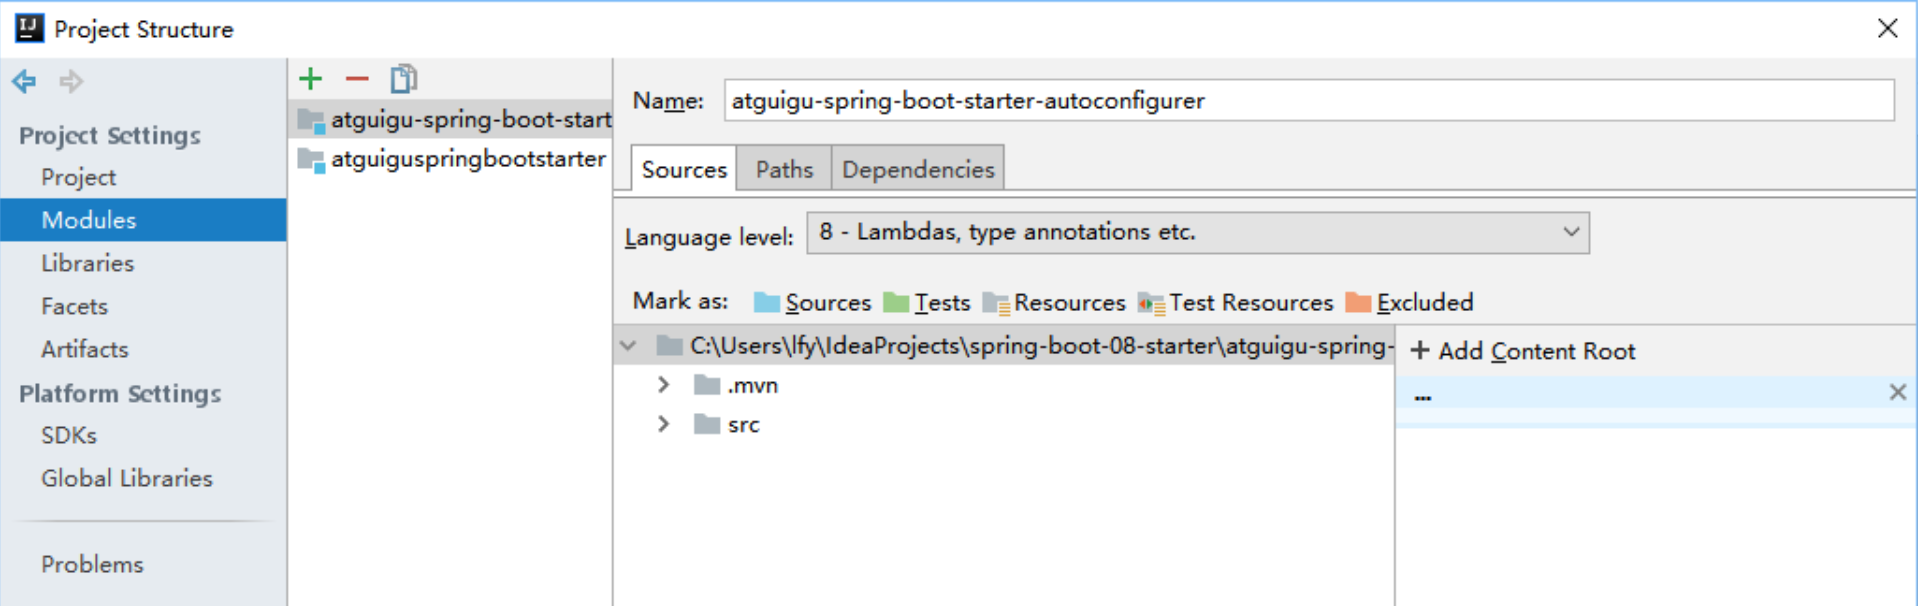 Project Structure
Project Settings
Project
Modules
Libraries
Facets
Artifacts
Platform Settings
SDKs
Global Libraries
Problems
atguigu-spring-boot-start
atguiguspringbootstarter
Name: atguigu-spring-boot-starter-autoconfigurer
Sources Paths Dependencies
Language level: 8 - Lambdas, type annotations etc.
Mark as: Sources Tests Resources Test Resources Excluded
C:\Users\lfy\IdeaProjects\spring-boot-08-starter\atguigu-spring-
.mvn
src
+ Add Content Root
...